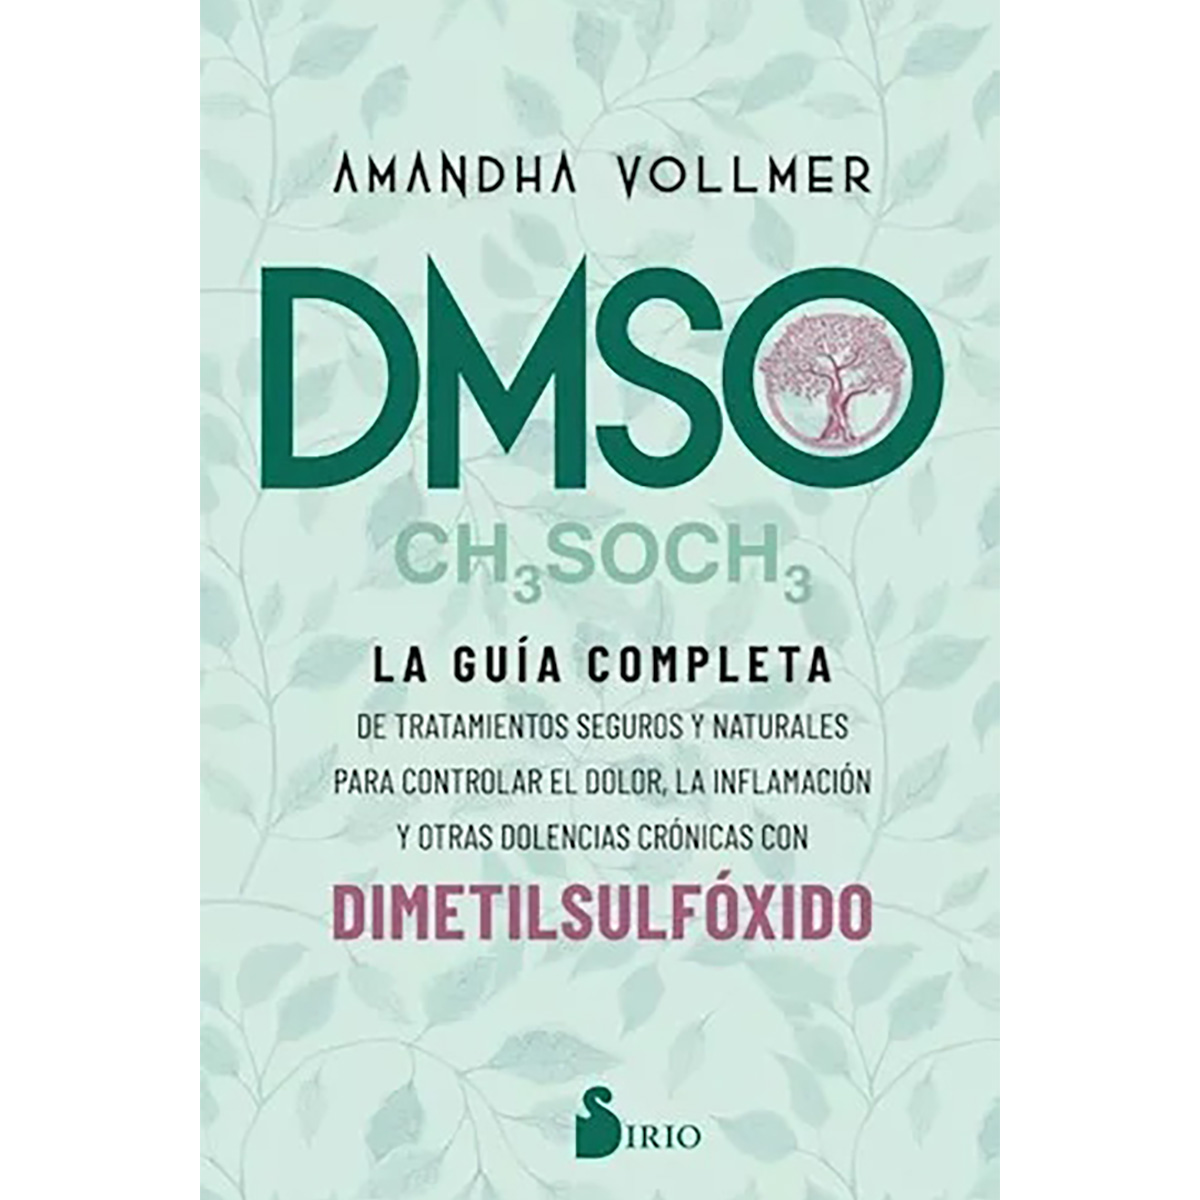 AMANDHA VOLLMER
DMSO
CH₃SOCH₃
LA GUÍA COMPLETA
DE TRATAMIENTOS SEGUROS Y NATURALES
PARA CONTROLAR EL DOLOR, LA INFLAMACIÓN
Y OTRAS DOLENCIAS CRÓNICAS CON
DIMETILSULFÓXIDO
SIRIO